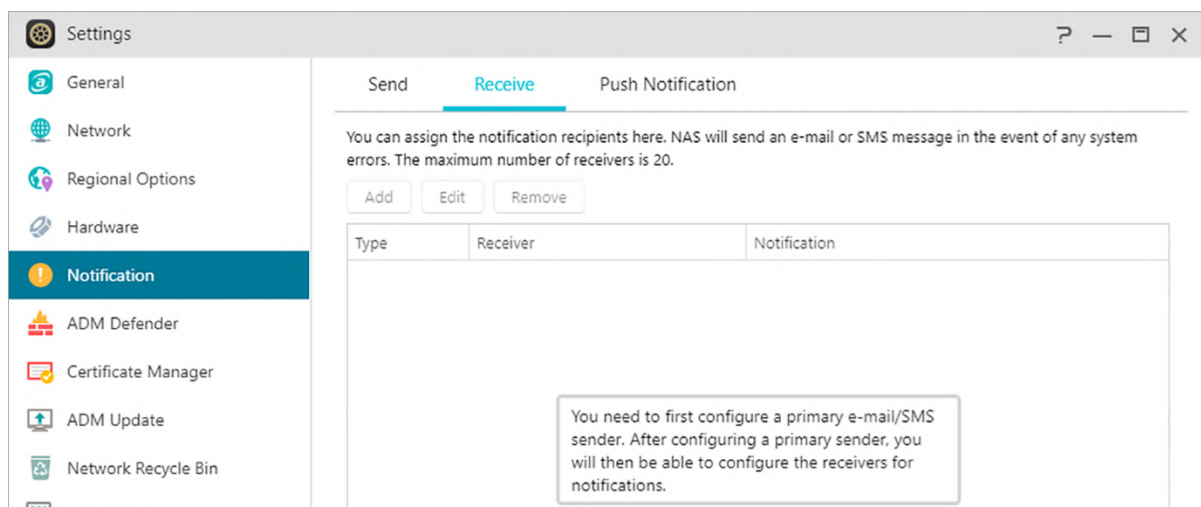 Settings
General
Network
Regional Options
Hardware
Notification
ADM Defender
Certificate Manager
ADM Update
Network Recycle Bin
Send Receive Push Notification
You can assign the notification recipients here. NAS will send an e-mail or SMS message in the event of any system
errors. The maximum number of receivers is 20.
Add Edit Remove
Type Receiver Notification
You need to first configure a primary e-mail/SMS
sender. After configuring a primary sender, you
will then be able to configure the receivers for
notifications.